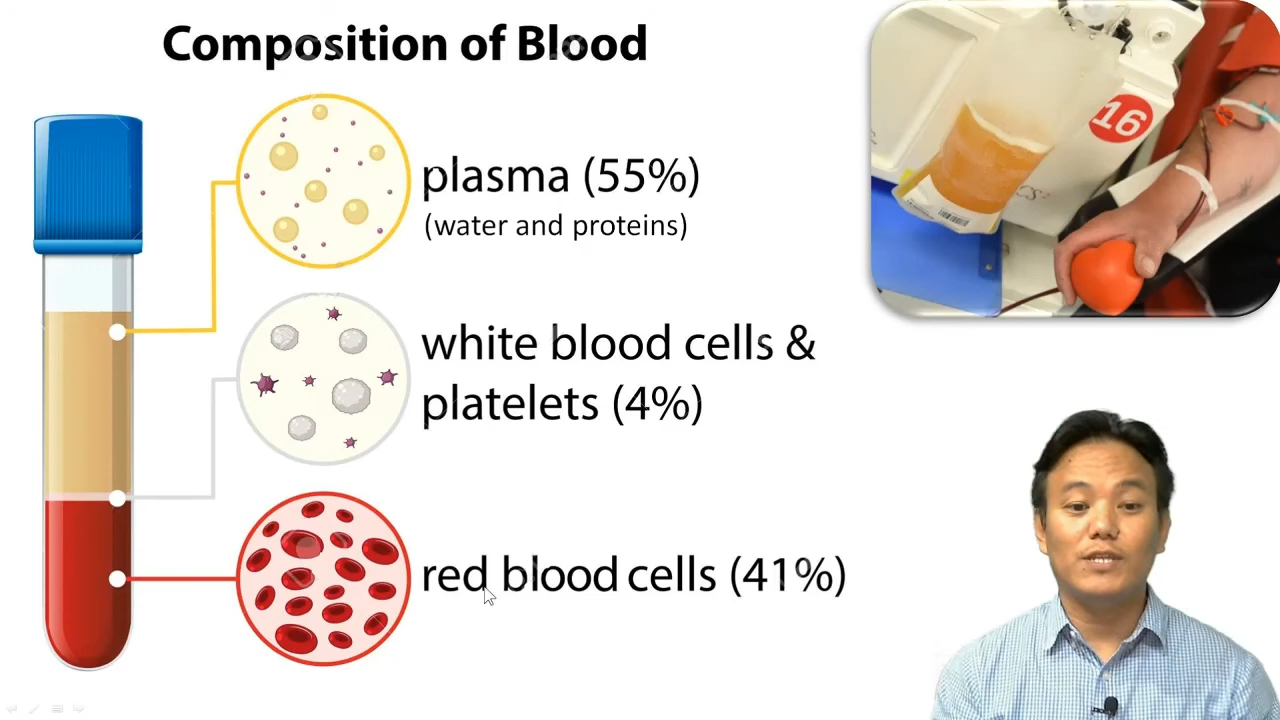 Composition of Blood
plasma (55%)
(water and proteins)
white blood cells &
platelets (4%)
red blood cells (41%)
16